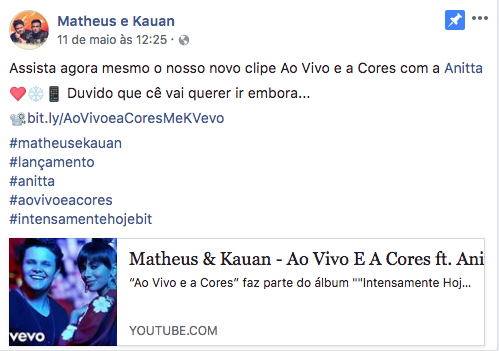 Matheus e Kauan
11 de maio às 12:25 ·
Assista agora mesmo o nosso novo clipe Ao Vivo e a Cores com a Anitta
❤️❄️📱 Duvido que cê vai querer ir embora...
📽bit.ly/AoVivoeaCoresMeKVevo
#matheusekauan
#lançamento
#anitta
#aovivoeacores
#intensamentehojebit
Matheus & Kauan - Ao Vivo E A Cores ft. Ani
“Ao Vivo e a Cores” faz parte do álbum ""Intensamente Hoj...
YOUTUBE.COM
vevo